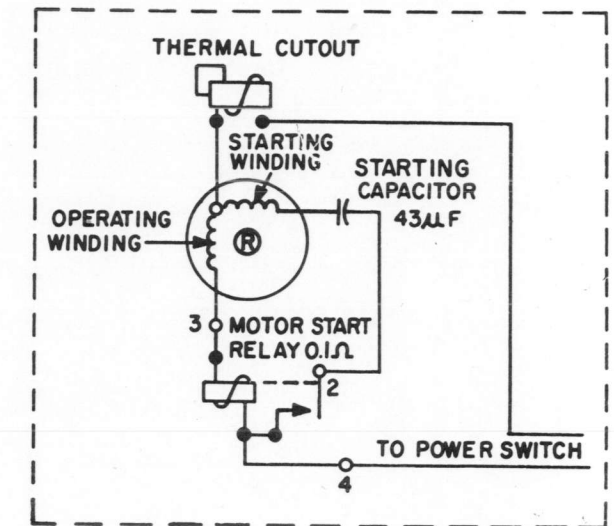 THERMAL CUTOUT
STARTING
WINDING
STARTING
CAPACITOR
43µF
OPERATING
WINDING
R
3 MOTOR START
RELAY 0.1Ω
2
TO POWER SWITCH
4